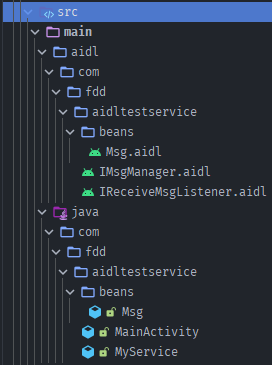 src
main
aidl
com
fdd
aidltestservice
beans
Msg.aidl
IMsgManager.aidl
IReceiveMsgListener.aidl
java
com
fdd
aidltestservice
beans
Msg
MainActivity
MyService